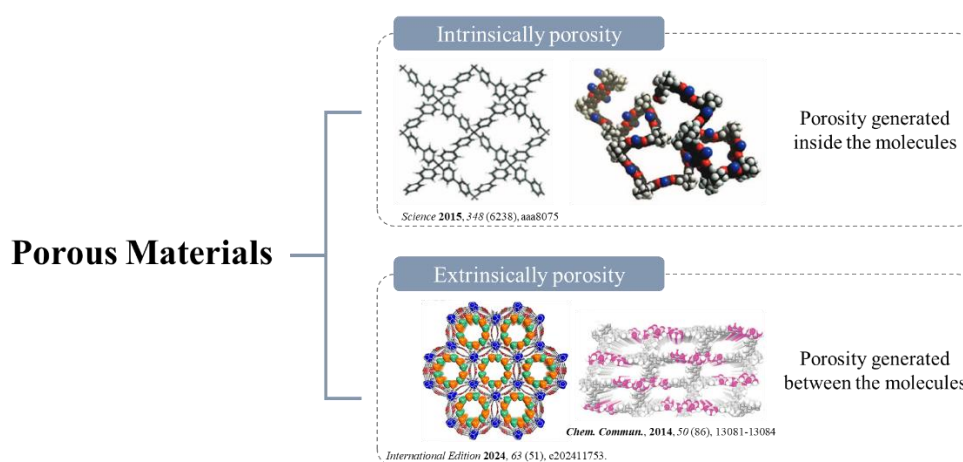 Intrinsically porosity
Porosity generated
inside the molecules
Science 2015, 348 (6238), aaa8075
Porous Materials
Extrinsically porosity
Porosity generated
between the molecules
Chem. Commun., 2014, 50 (86), 13081-13084
International Edition 2024, 63 (51), e202411753.